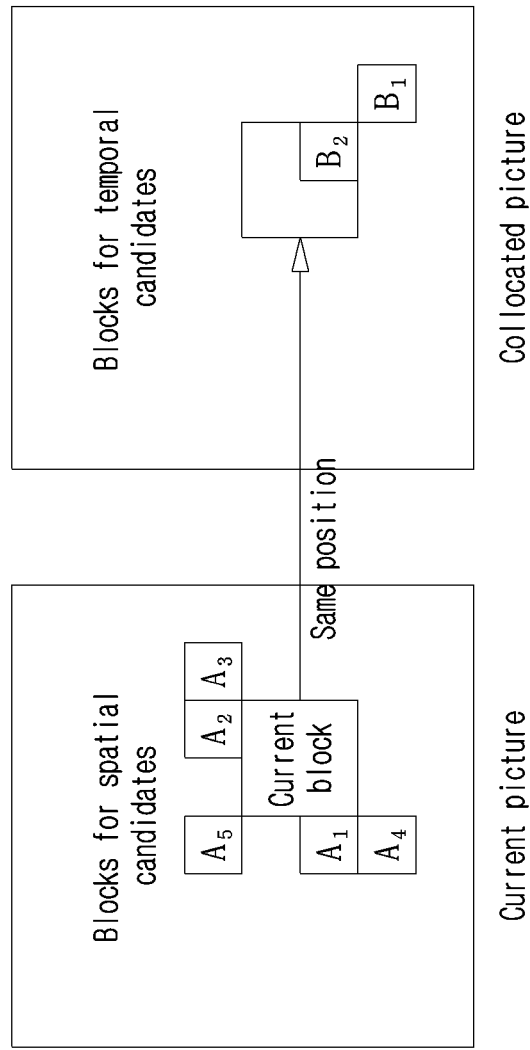 Blocks for spatial
candidates
A5
A2
A3
Current
block
A1
A4
Current picture
Same position
Blocks for temporal
candidates
B2
B1
Collocated picture